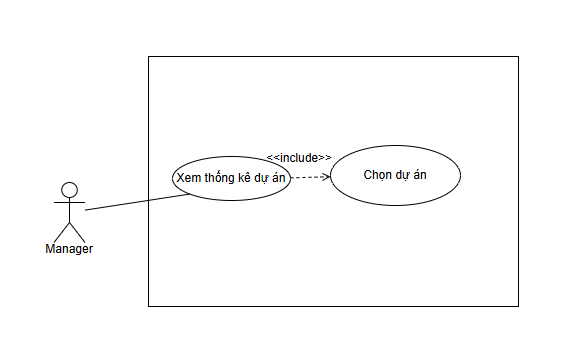 <<include>>
Xem thống kê dự án
Chọn dự án
Manager